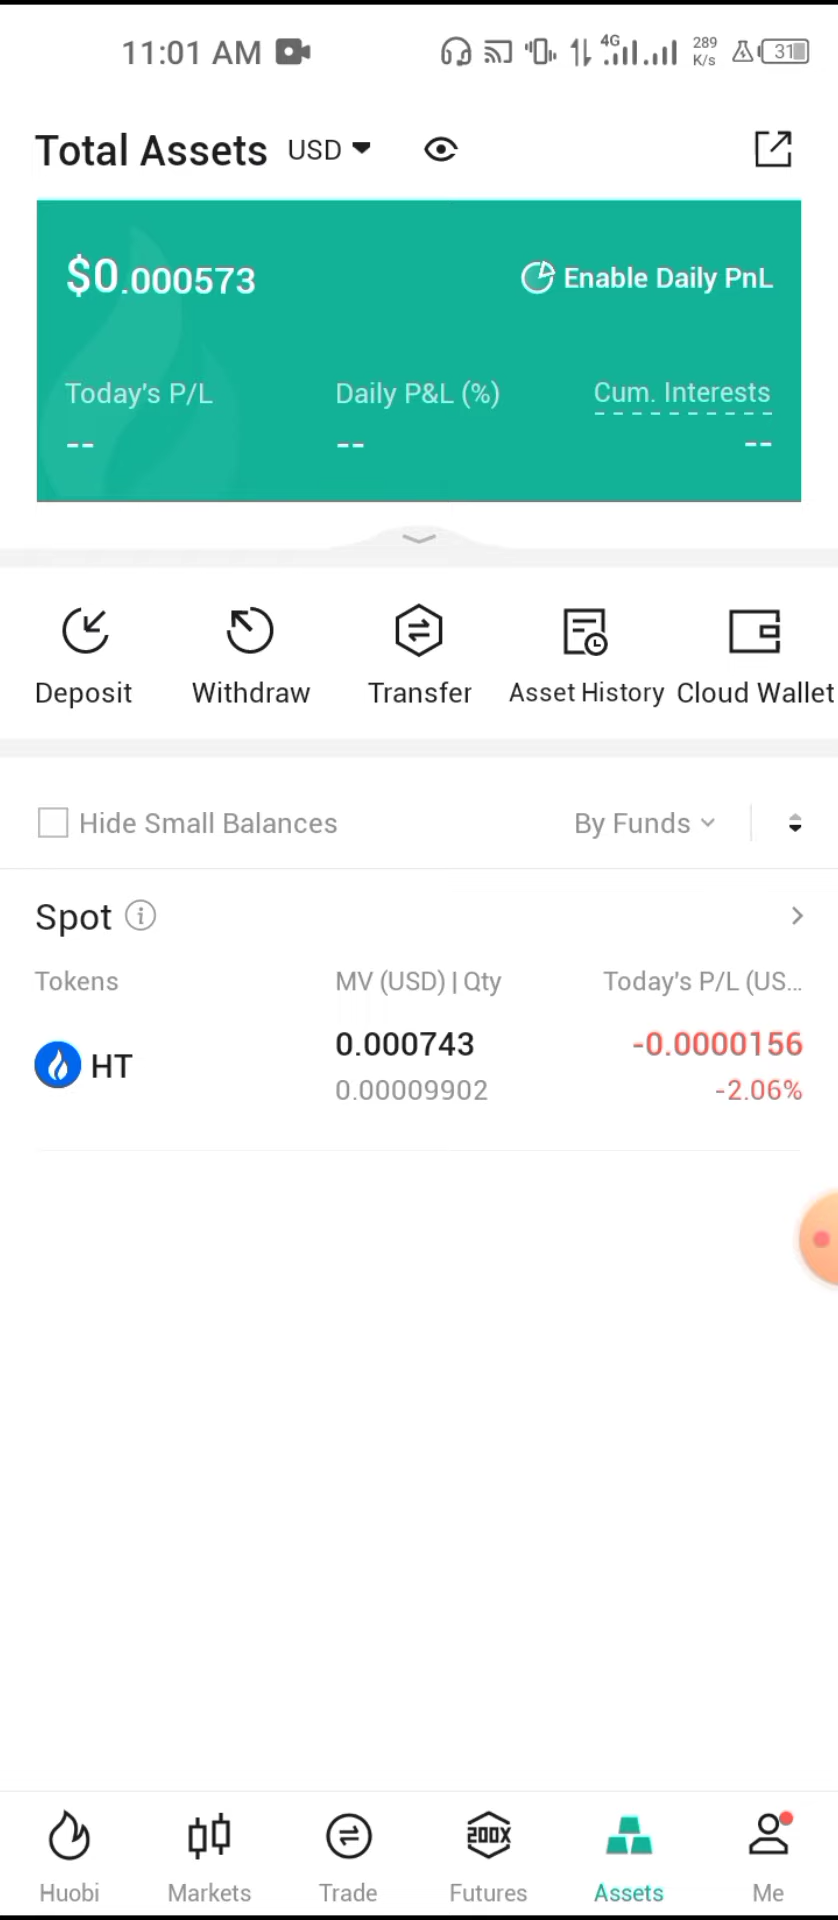 11:01 AM 4G 289 K/s 31
Total Assets USD
$0.000573 Enable Daily PnL
Today's P/L Daily P&L (%) Cum. Interests
-- -- --
Deposit Withdraw Transfer Asset History Cloud Wallet
Hide Small Balances By Funds
Spot
Tokens MV (USD) | Qty Today's P/L (US...
HT 0.000743 -0.0000156
0.00009902 -2.06%
200X
Huobi Markets Trade Futures Assets Me